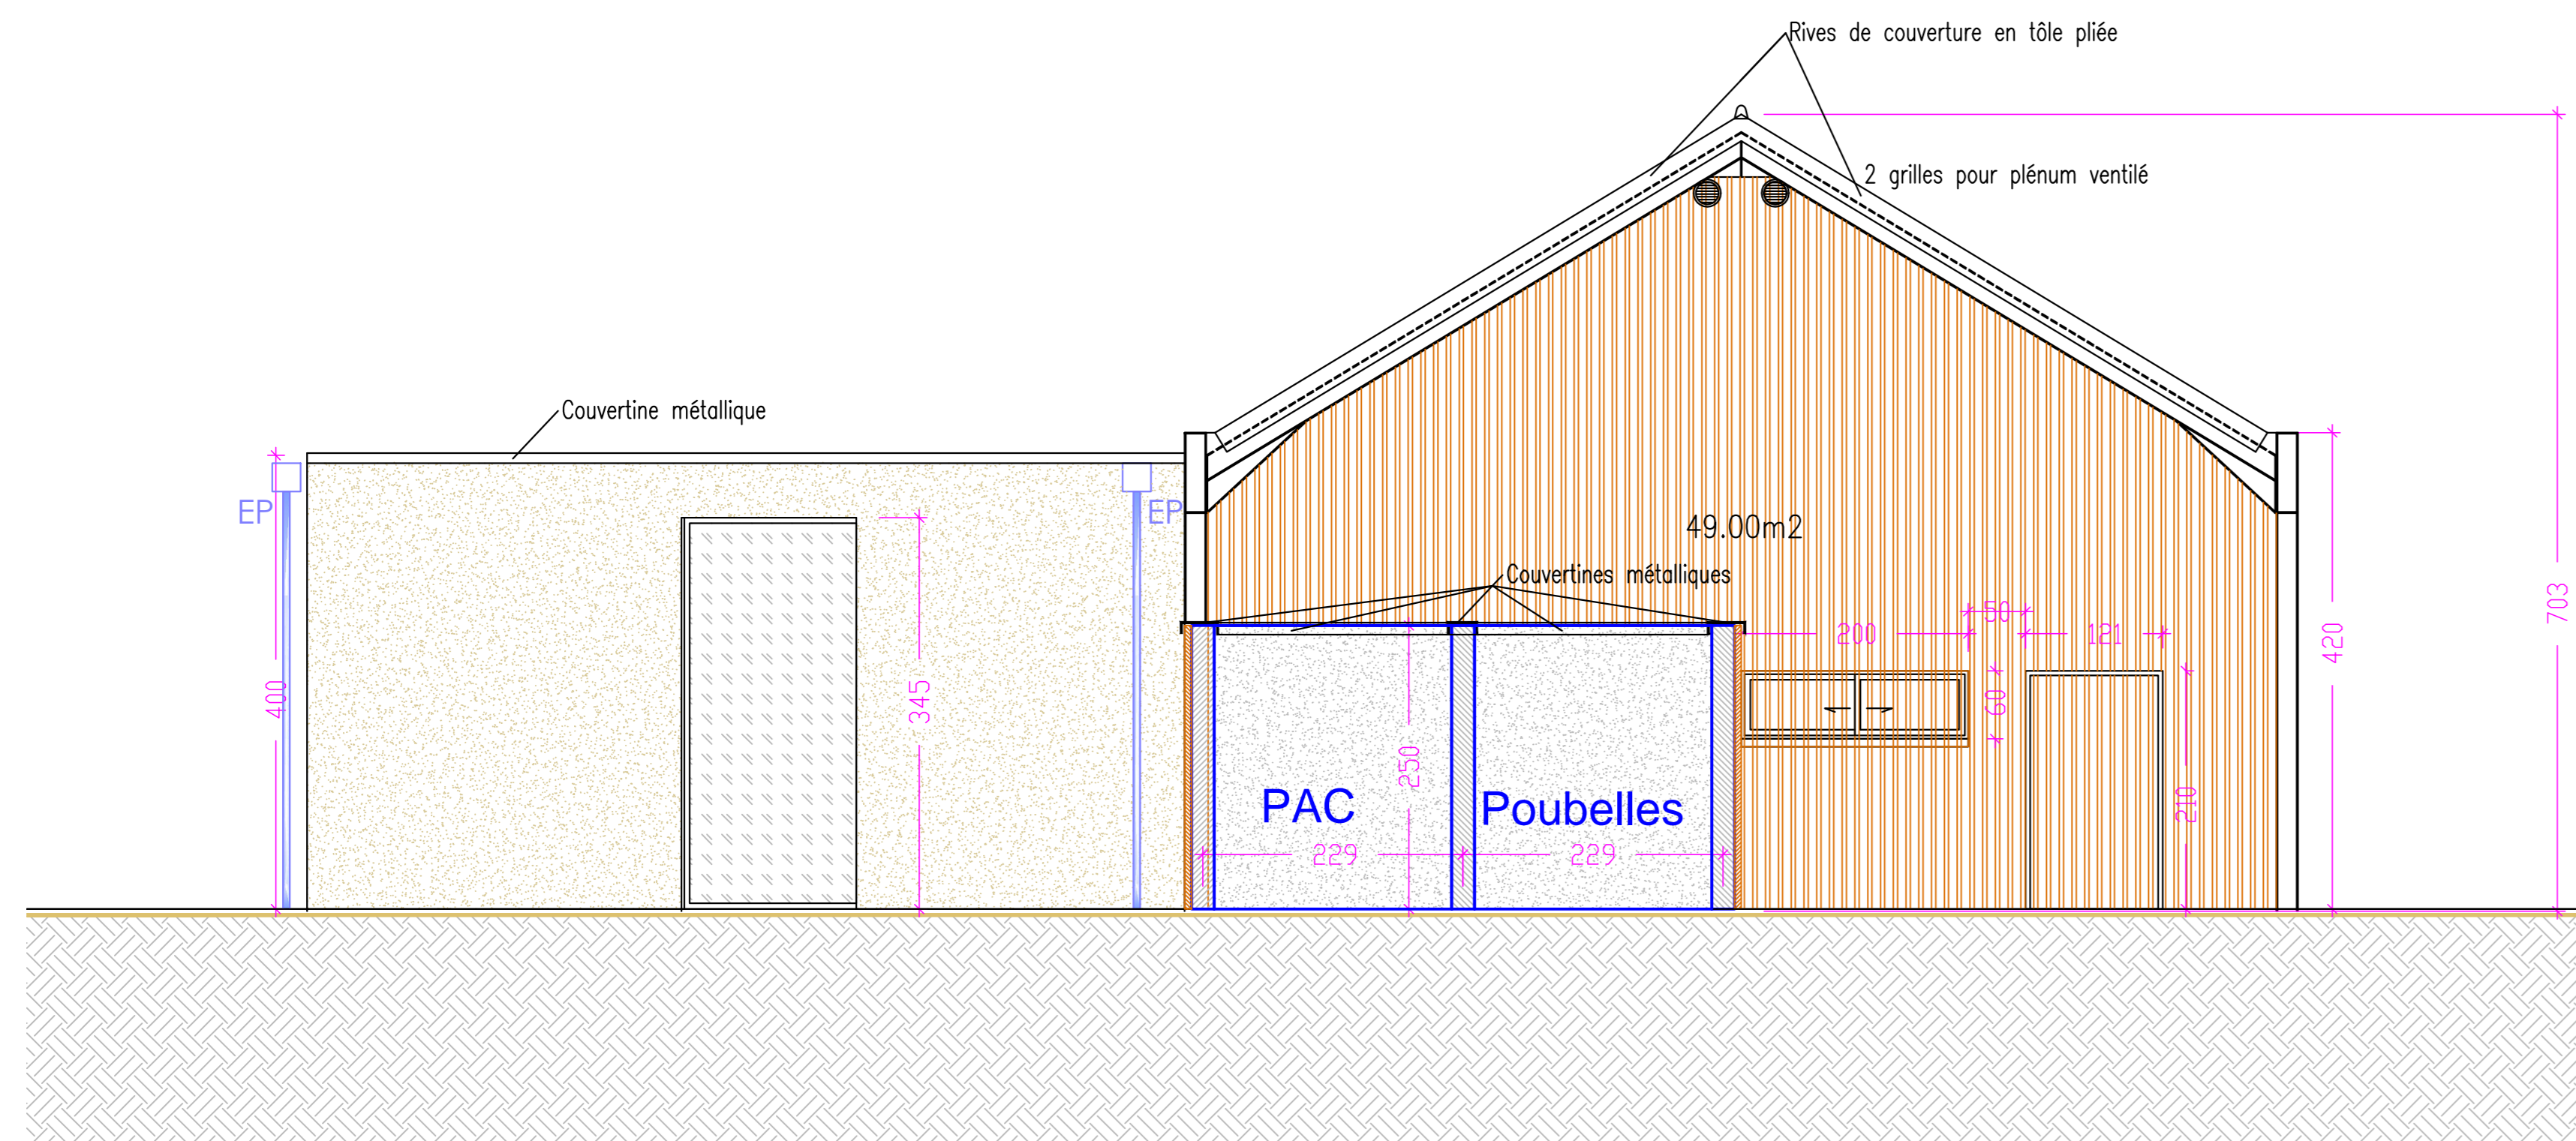 Rives de couverture en tôle pliée
2 grilles pour plénum ventilé
Couvertine métallique
EP
EP
49.00m2
Couvertines métalliques
50
200
121
703
420
400
345
60
250
210
PAC
Poubelles
229
229